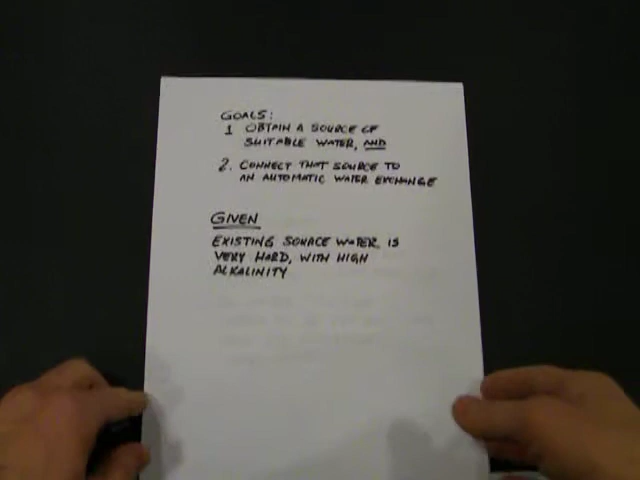 GOALS:
1 OBTAIN A SOURCE OF
SUITABLE WATER, AND
2. CONNECT THAT SOURCE TO
AN AUTOMATIC WATER EXCHANGE
GIVEN
EXISTING SOURCE WATER IS
VERY HARD, WITH HIGH
ALKALINITY